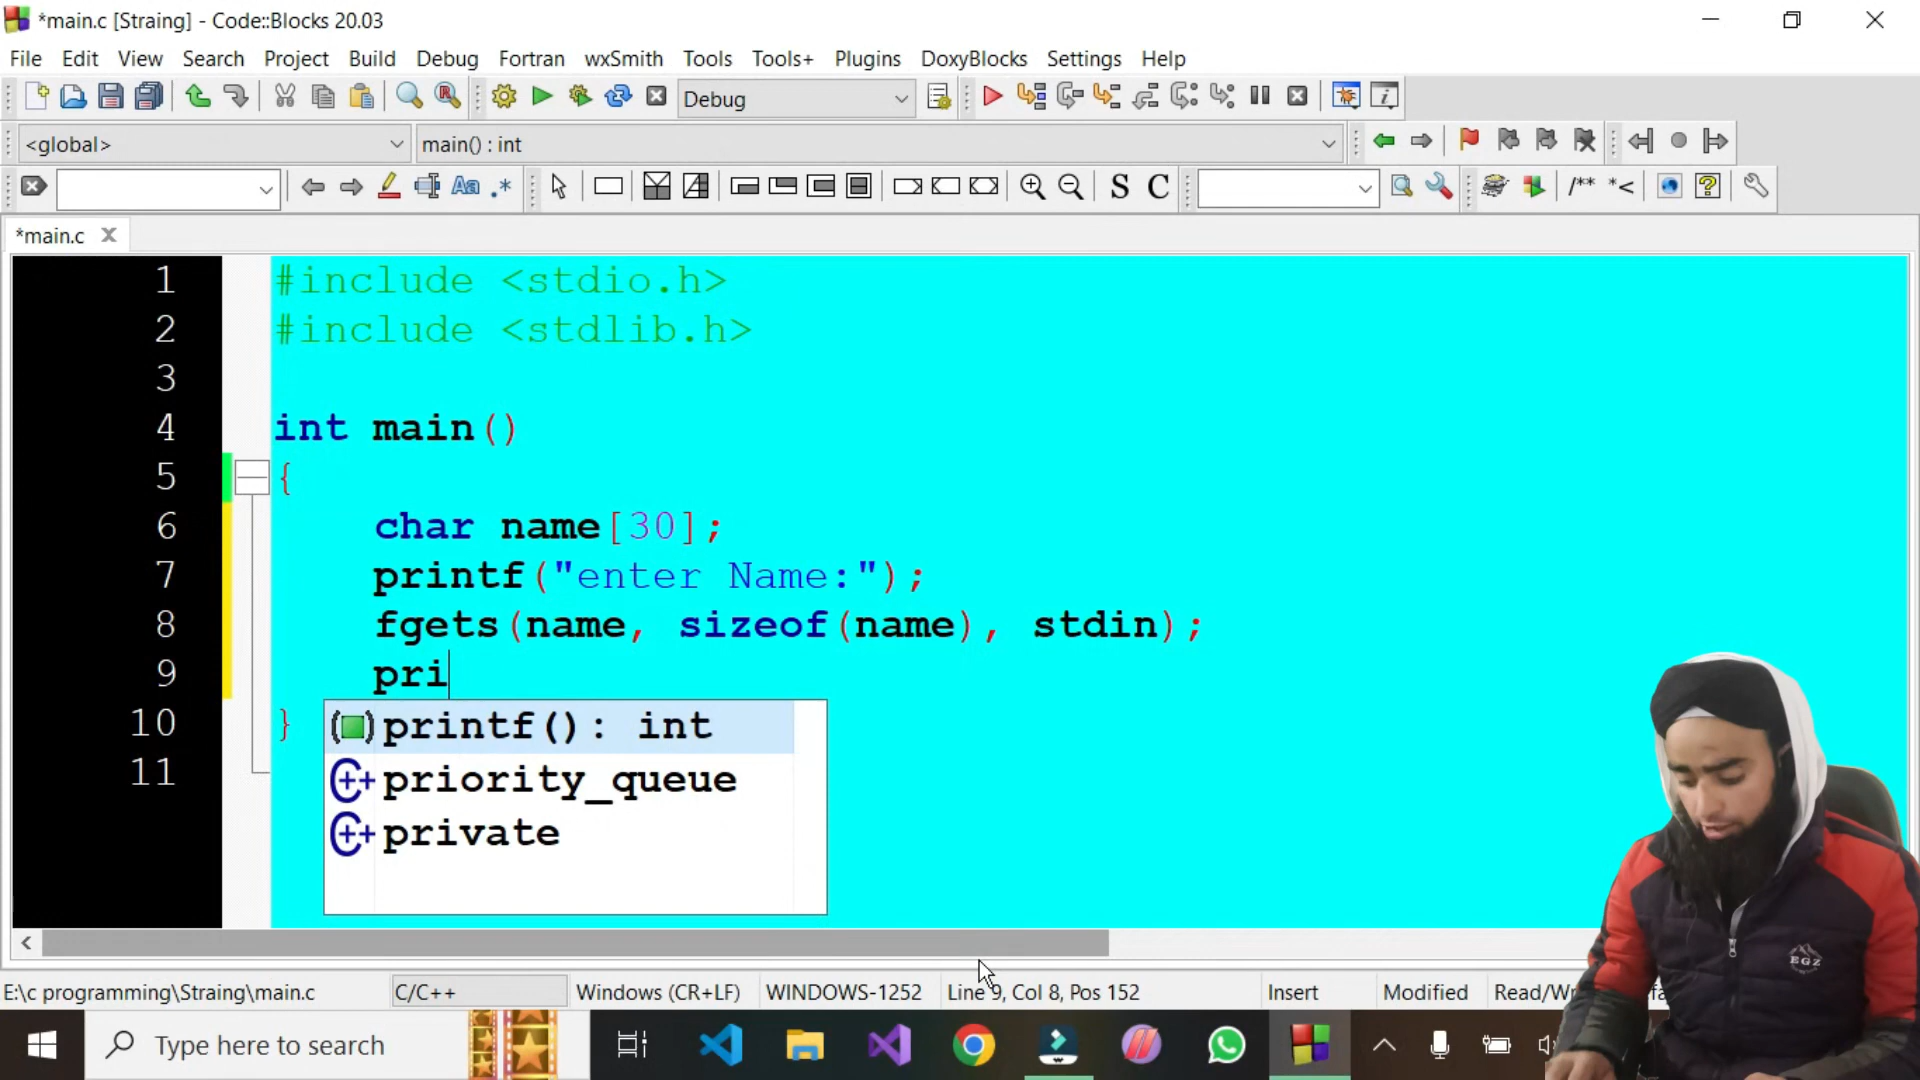 *main.c [Straing] - Code::Blocks 20.03
File Edit View Search Project Build Debug Fortran wxSmith Tools Tools+ Plugins DoxyBlocks Settings Help
Debug
<global> main() : int
Aa .* S C /** *<
*main.c
1 #include <stdio.h>
2 #include <stdlib.h>
3
4 int main()
5 {
6 char name[30];
7 printf("enter Name:");
8 fgets(name, sizeof(name), stdin);
9 pri
10 }
11
printf(): int
priority_queue
private
EGZ
E:\c programming\Straing\main.c C/C++ Windows (CR+LF) WINDOWS-1252 Line 9, Col 8, Pos 152 Insert Modified
Type here to search